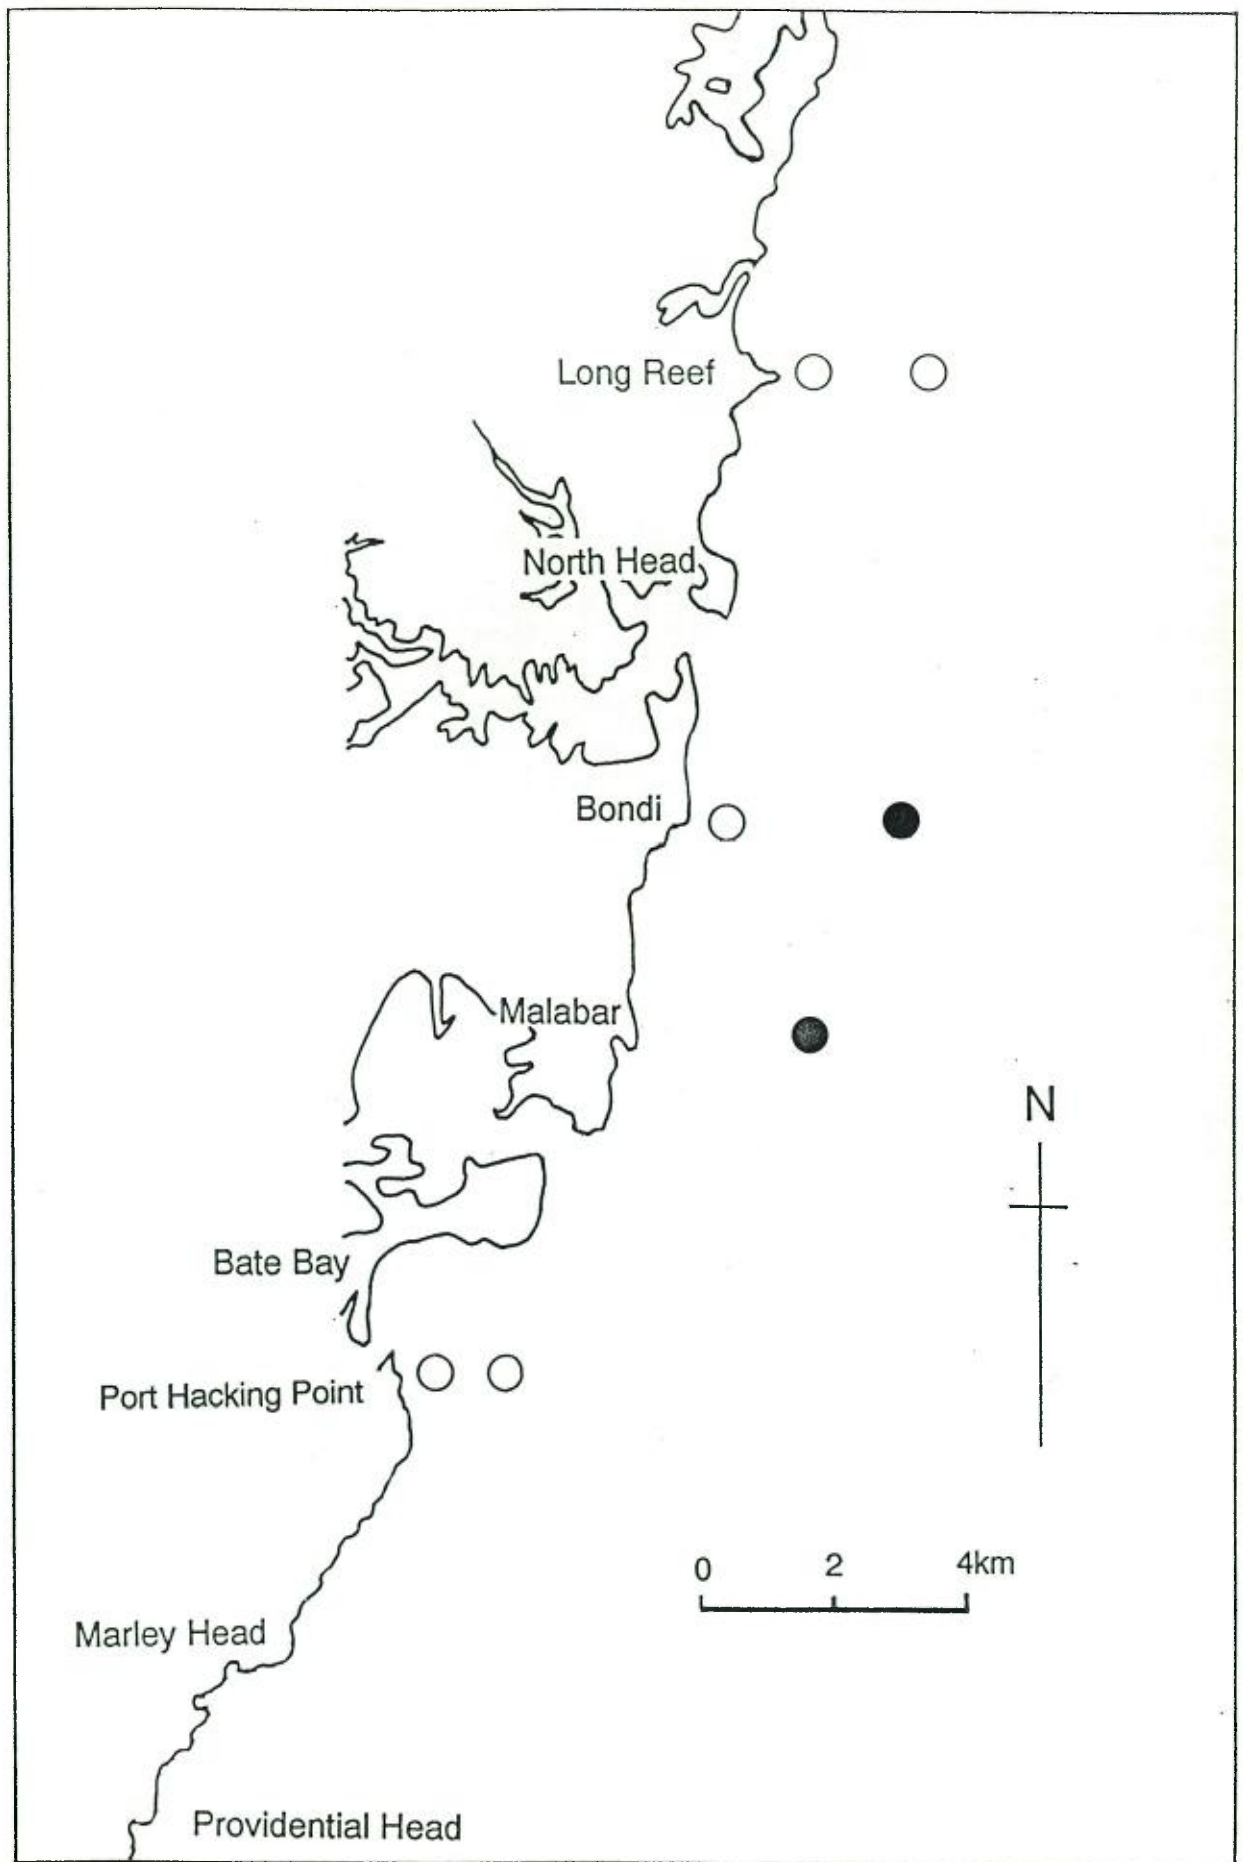 Long Reef
North Head
Bondi
Malabar
N
Bate Bay
Port Hacking Point
0 2 4km
Marley Head
Providential Head